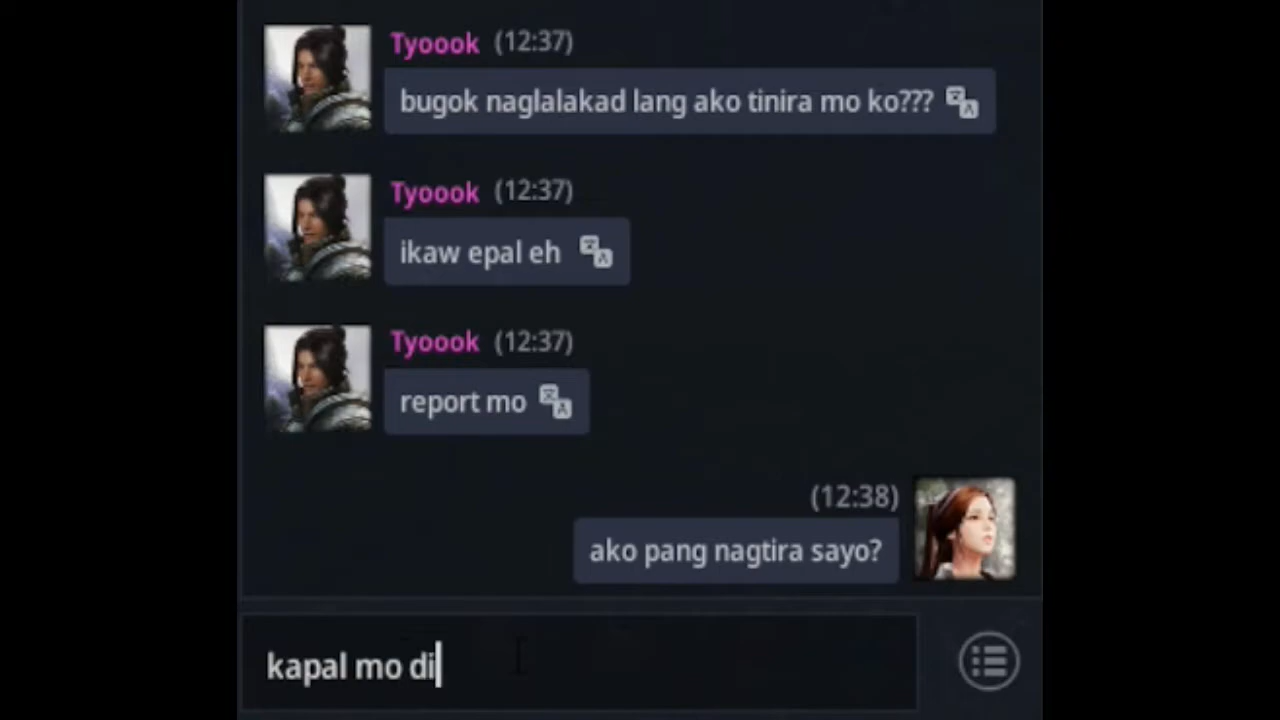 Tyoook (12:37)
bugok naglalakad lang ako tinira mo ko???
Tyoook (12:37)
ikaw epal eh
Tyoook (12:37)
report mo
(12:38)
ako pang nagtira sayo?
kapal mo di